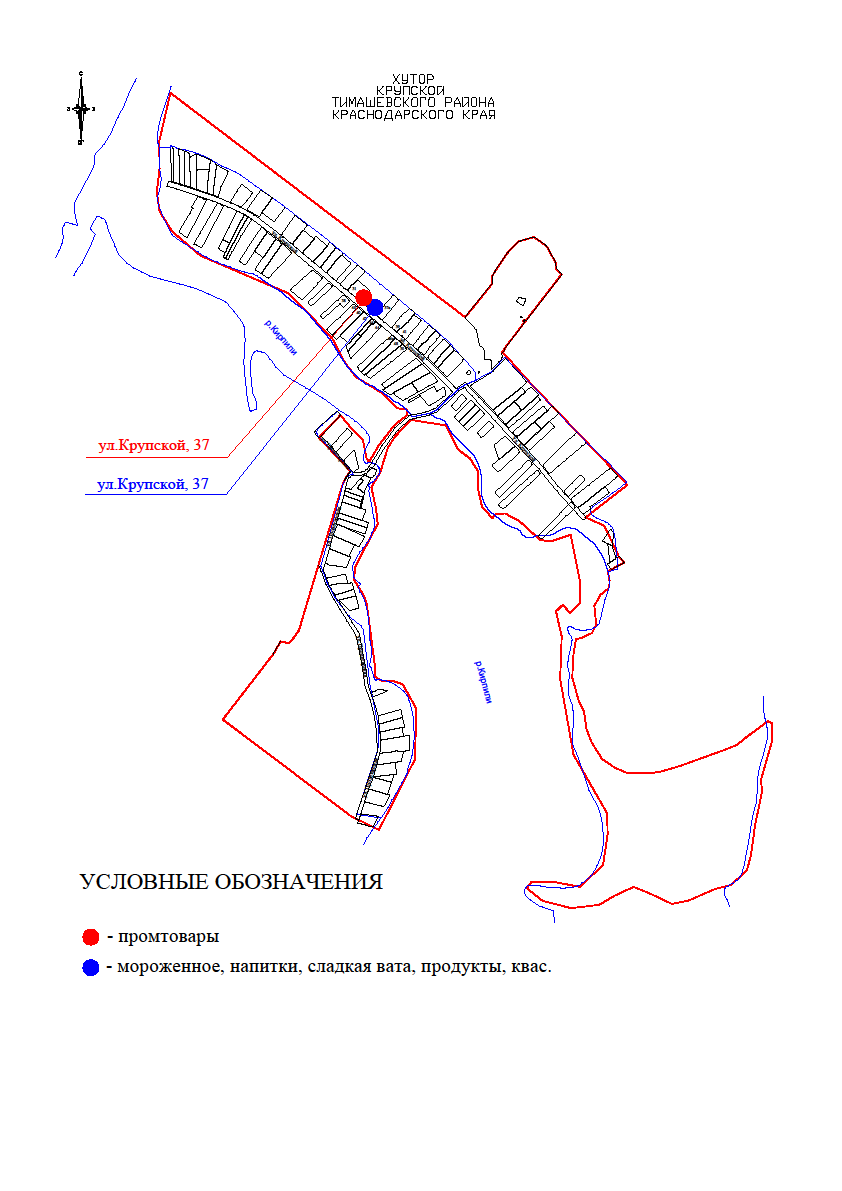 ХУТОР
КРУПСКОЙ
ТИМАШЕВСКОГО РАЙОНА
КРАСНОДАРСКОГО КРАЯ
С
р.Кирпили
ул.Крупской, 37
ул.Крупской, 37
р.Кирпили
УСЛОВНЫЕ ОБОЗНАЧЕНИЯ
- промтовары
- мороженное, напитки, сладкая вата, продукты, квас.